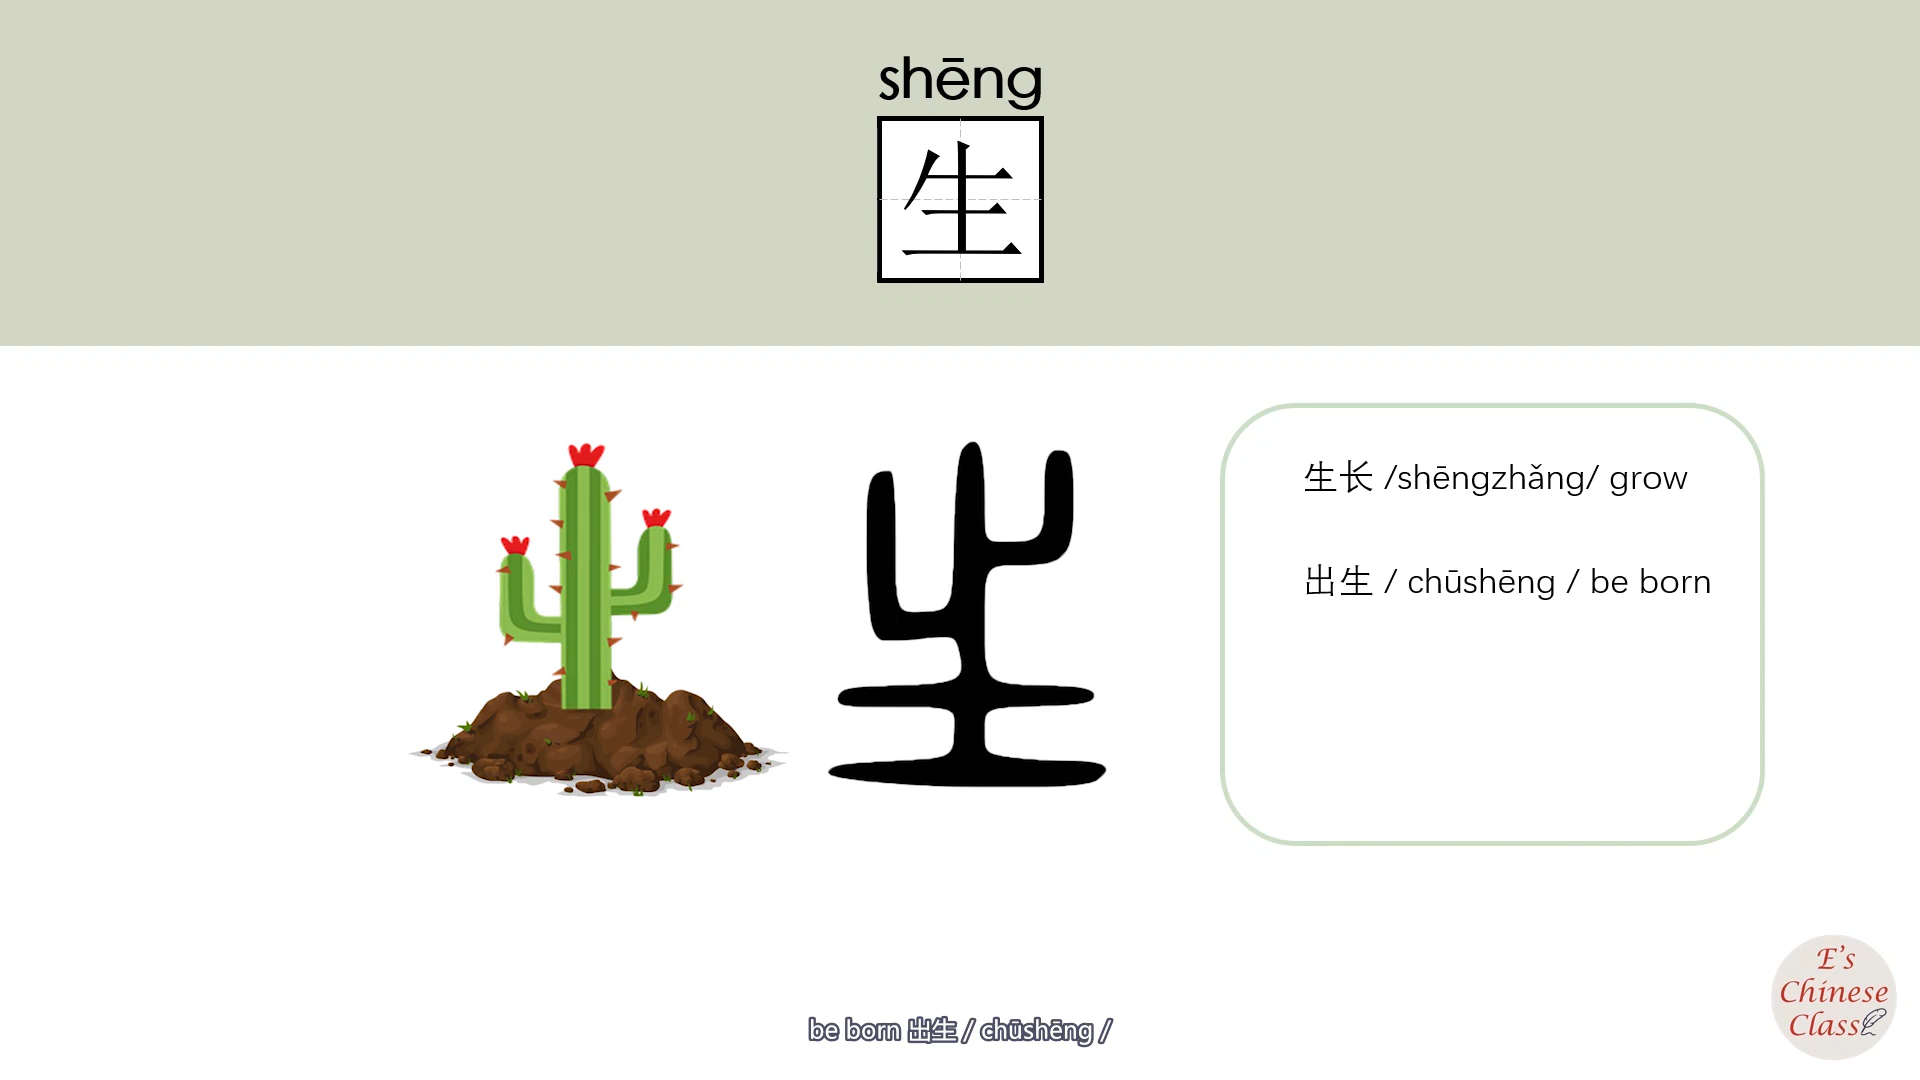 shēng
生
生长 /shēngzhǎng/ grow
出生 / chūshēng / be born
be born 出生 / chūshēng /
E's
Chinese
Class